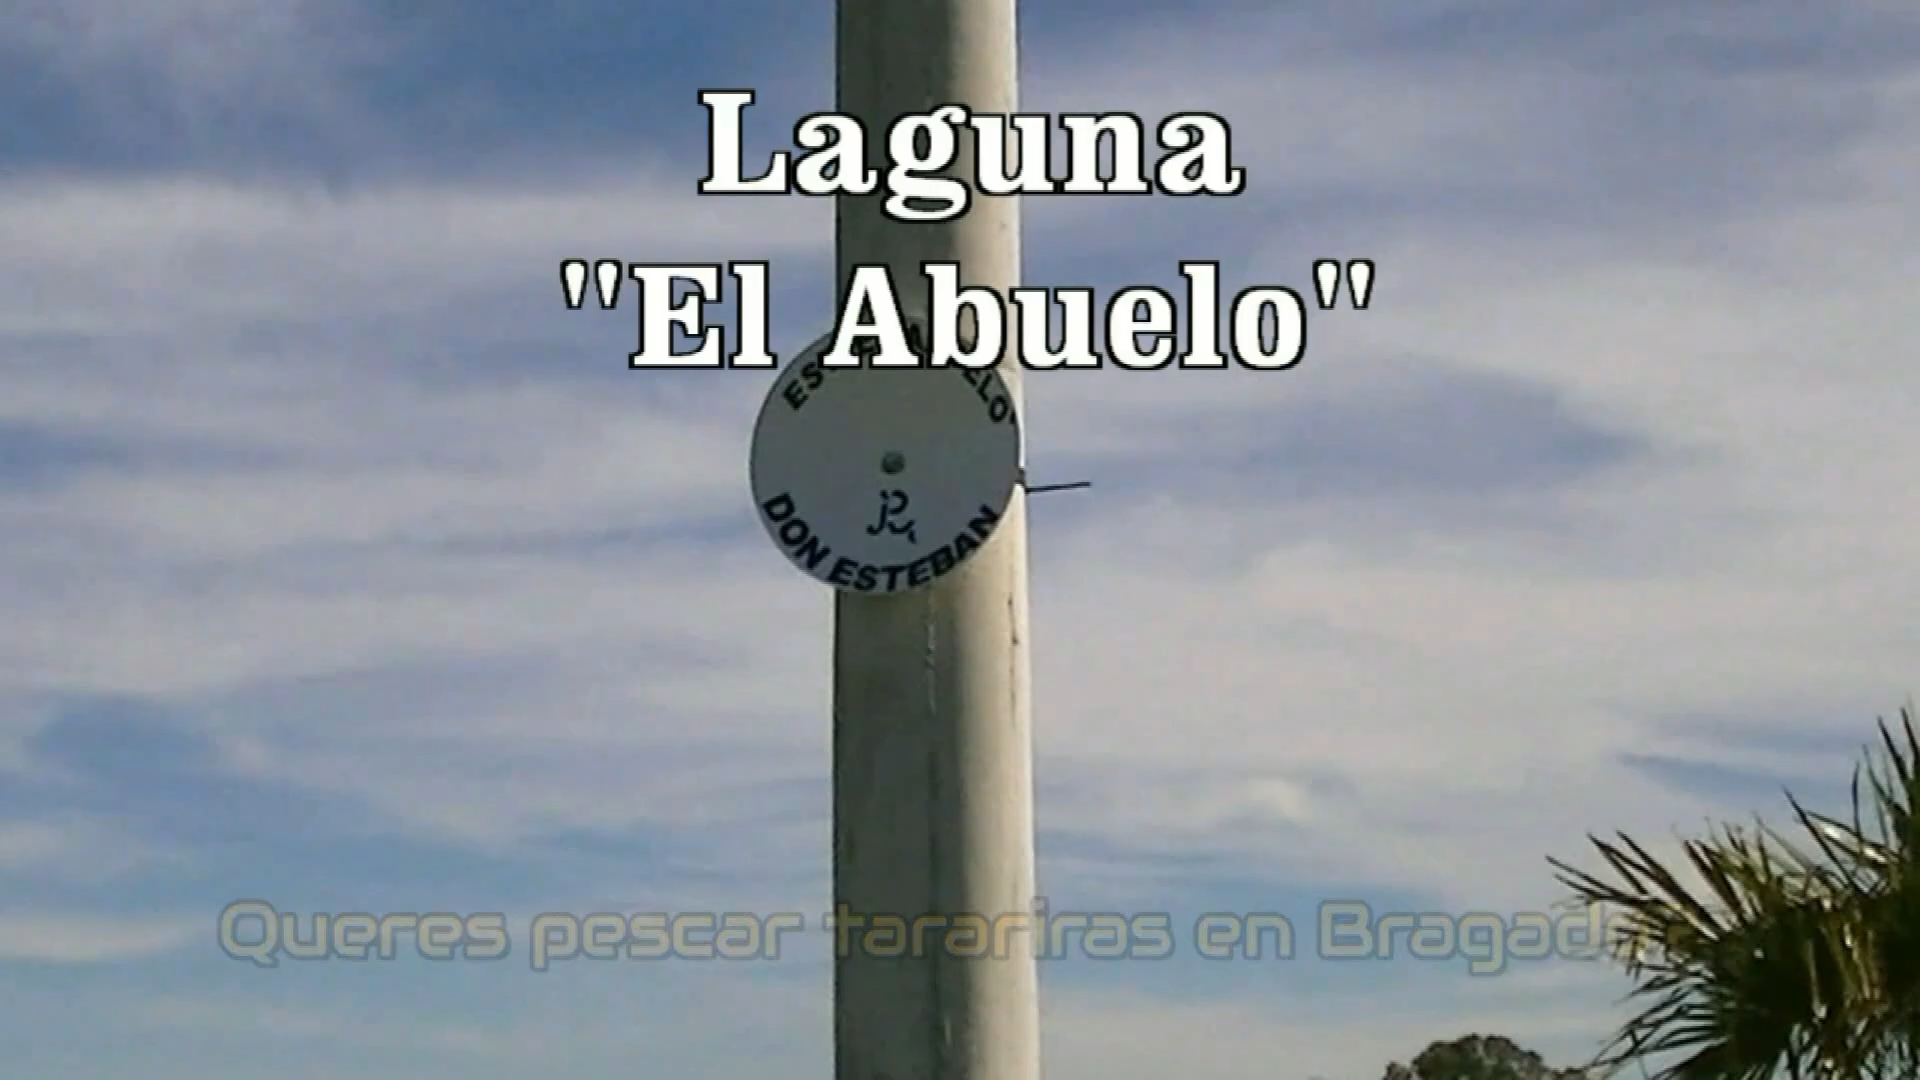 Laguna
"El Abuelo"
DON ESTEBAN
Queres pescar tarariras en Bragado